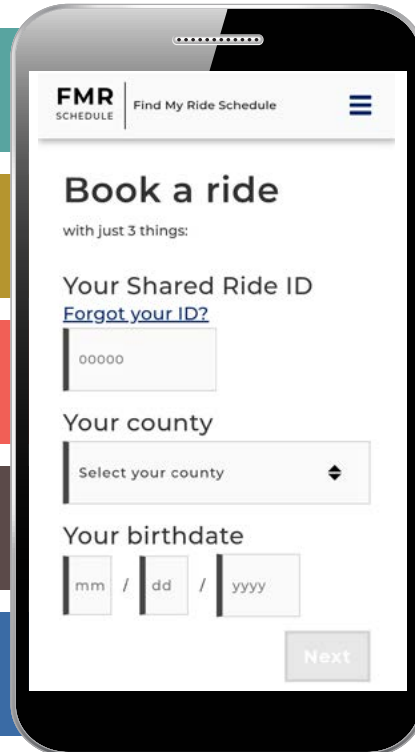 FMR
SCHEDULE
Find My Ride Schedule
Book a ride
with just 3 things:
Your Shared Ride ID
Forgot your ID?
00000
Your county
Select your county
Your birthdate
mm / dd / yyyy
Next